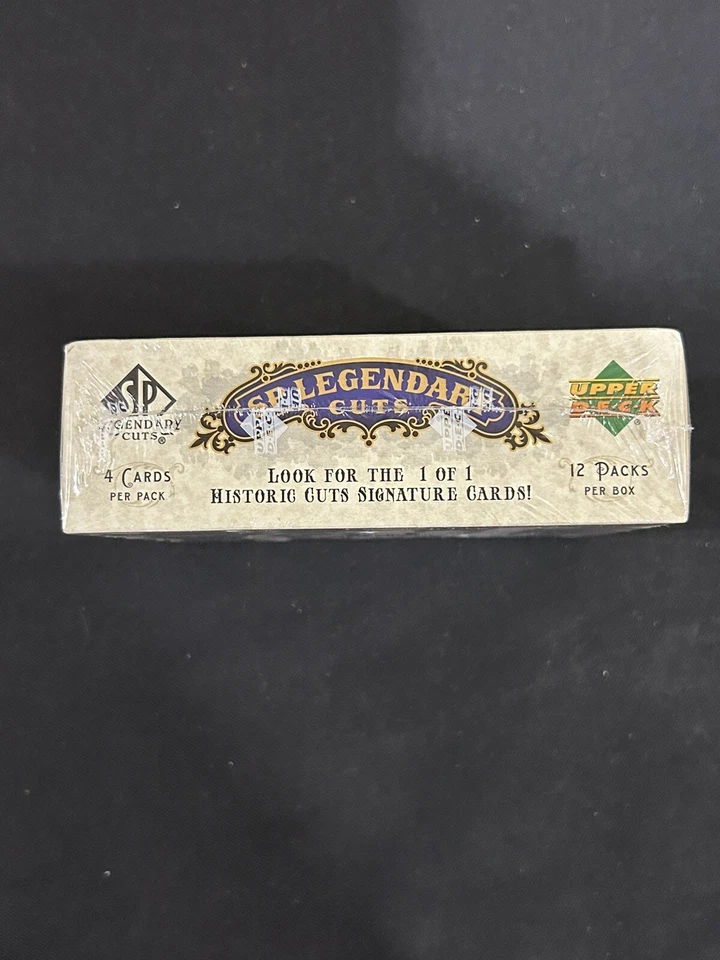 SP LEGENDARY
CUTS
SP
LEGENDARY
CUTS®
UPPER
DECK®
4 CARDS
PER PACK
LOOK FOR THE 1 OF 1
HISTORIC CUTS SIGNATURE CARDS!
12 PACKS
PER BOX